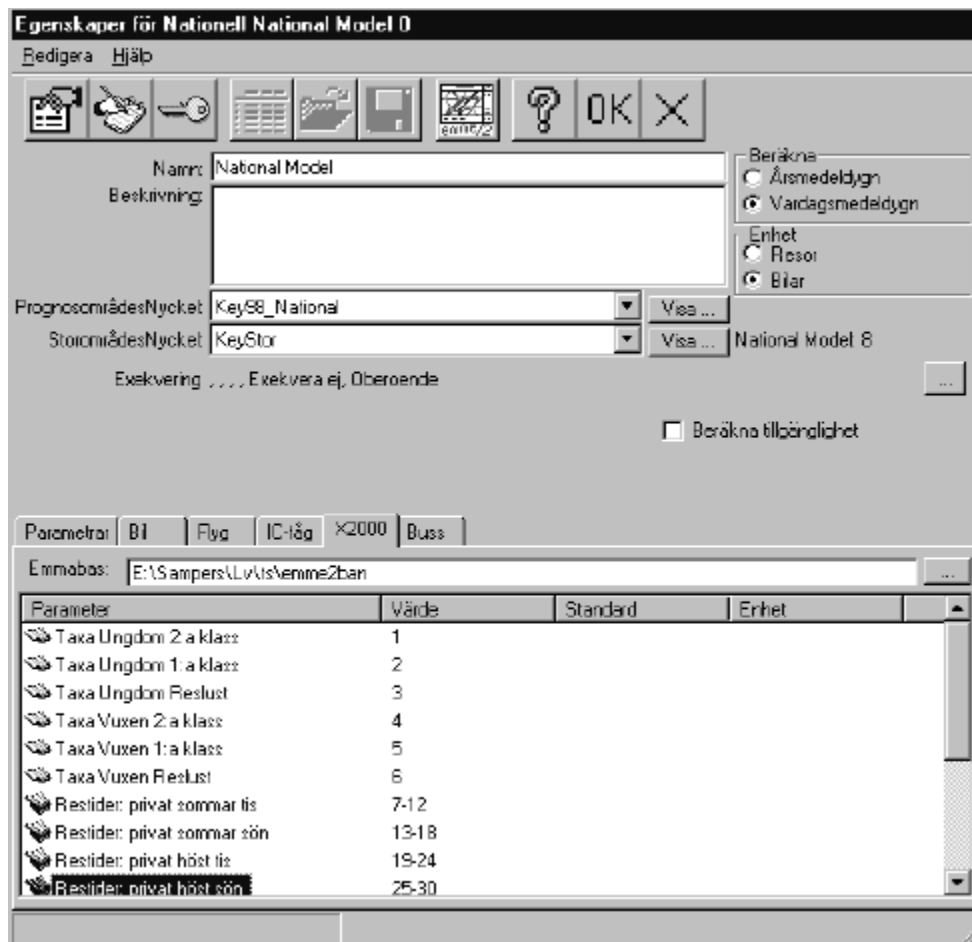 Egenskaper för Nationell National Model 0
Redigera Hjälp
emme/2
OK
Namn: National Model
Beskrivning:
Beräkna
Årsmedeldygn
Vardagsmedeldygn
Enhet
Resor
Bilar
PrognosområdesNyckel: Key98_National Visa ...
StorområdesNyckel: KeyStor Visa ... National Model: 8
Exekvering , , , , Exekvera ej, Oberoende ...
Beräkna tillgänglighet
Parametrar Bil Flyg IC-tåg X2000 Buss
Emmabas: E:\Sampers\Lv\ts\emme2ban ...
Parameter Värde Standard Enhet
Taxa Ungdom 2:a klass 1
Taxa Ungdom 1:a klass 2
Taxa Ungdom Reslust 3
Taxa Vuxen 2:a klass 4
Taxa Vuxen 1:a klass 5
Taxa Vuxen Reslust 6
Restider: privat sommar tis 7-12
Restider: privat sommar sön 13-18
Restider: privat höst tis 19-24
Restider: privat höst sön 25-30